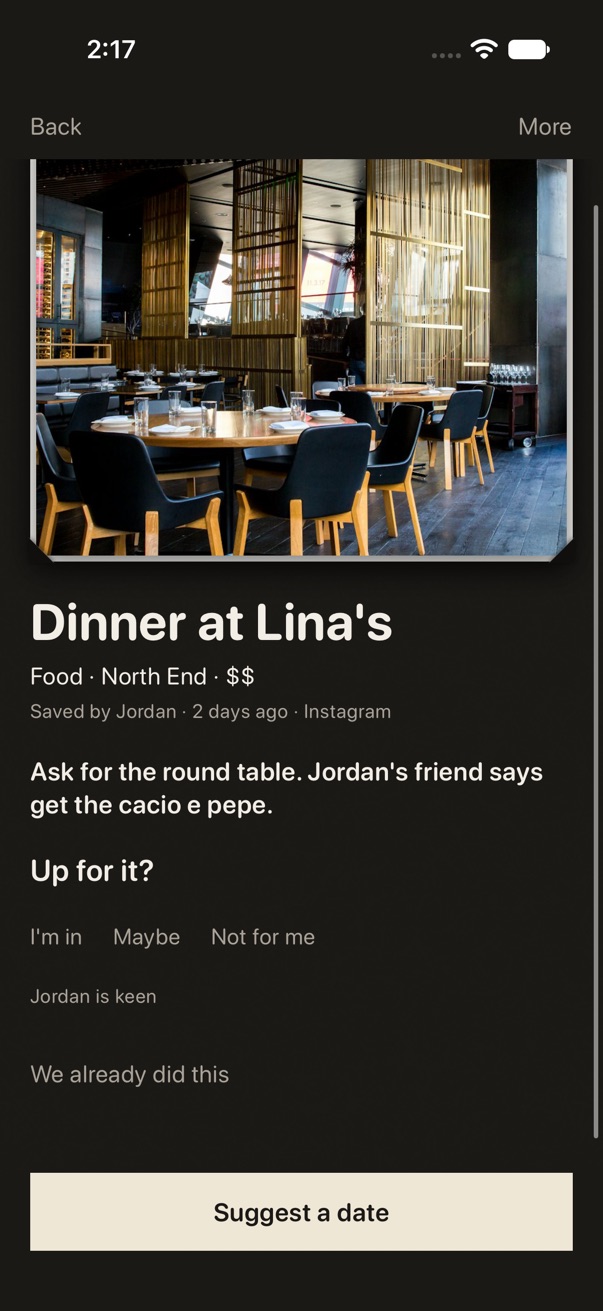 2:17
Back
More
Dinner at Lina's
Food · North End · $$
Saved by Jordan · 2 days ago · Instagram
Ask for the round table. Jordan's friend says
get the cacio e pepe.
Up for it?
I'm in
Maybe
Not for me
Jordan is keen
We already did this
Suggest a date